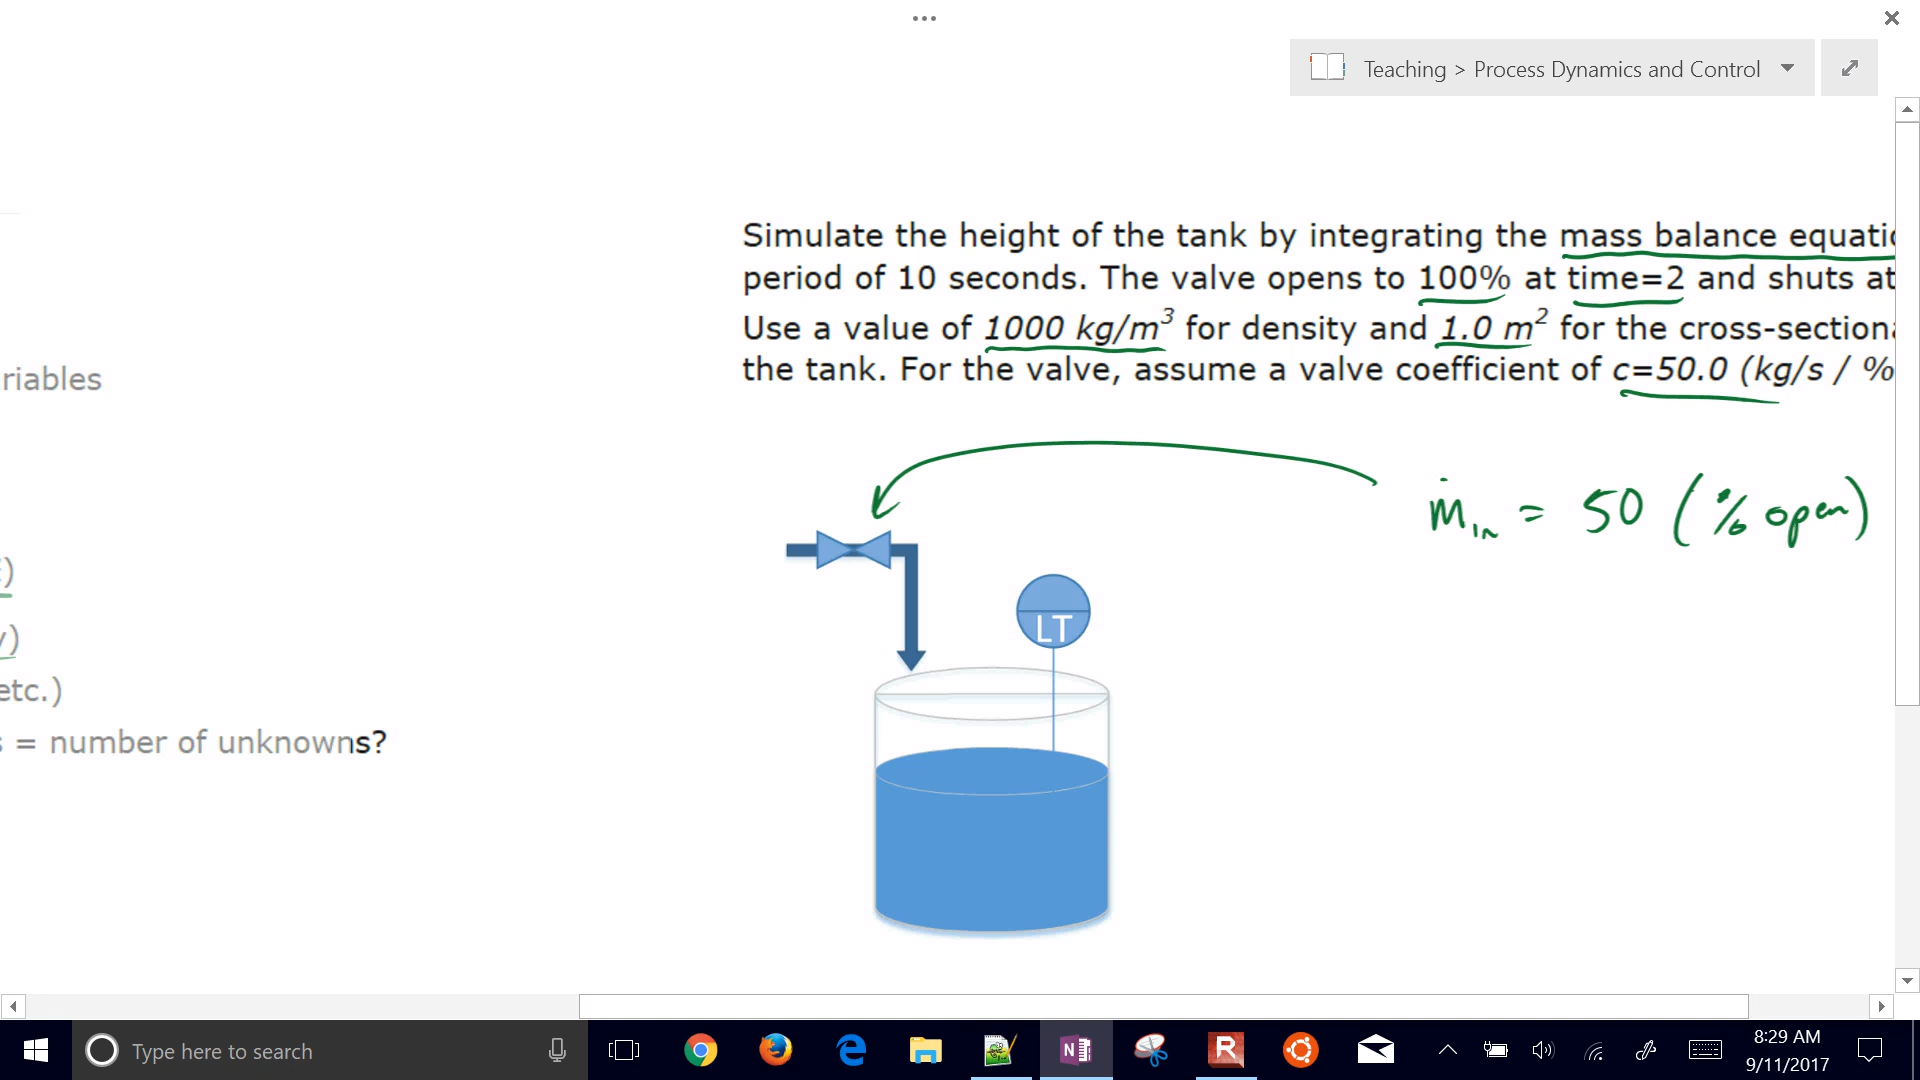 Teaching > Process Dynamics and Control
Simulate the height of the tank by integrating the mass balance equatio
period of 10 seconds. The valve opens to 100% at time=2 and shuts at
Use a value of 1000 kg/m³ for density and 1.0 m² for the cross-sectiona
the tank. For the valve, assume a valve coefficient of c=50.0 (kg/s / %
riables
ṁin = 50 (% open)
)
LT
y)
etc.)
s = number of unknowns?
Type here to search
8:29 AM
9/11/2017